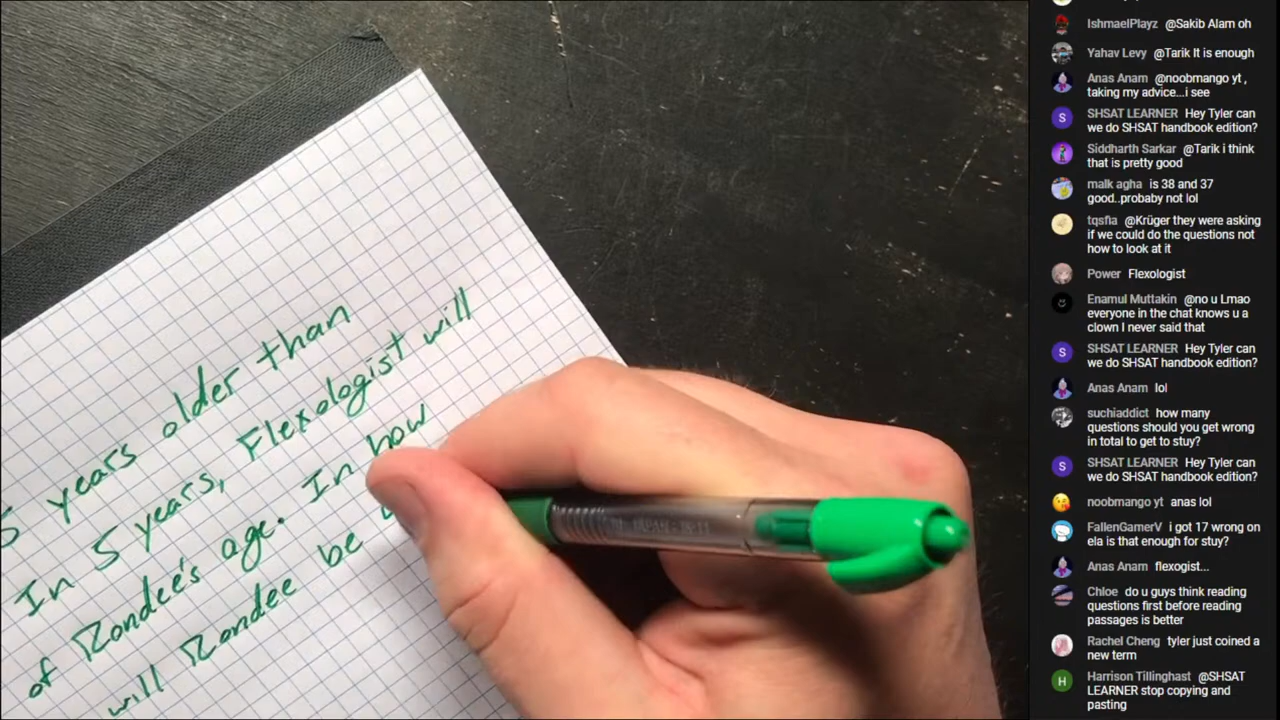 5 years older than
In 5 years, Flexologist will
of Rondee's age. In how
will Rondee be
IshmaelPlayz @Sakib Alam oh
Yahav Levy @Tarik It is enough
Anas Anam @noobmango yt ,
taking my advice...i see
S
SHSAT LEARNER Hey Tyler can
we do SHSAT handbook edition?
Siddharth Sarkar @Tarik i think
that is pretty good
malk agha is 38 and 37
good..probaby not lol
tqsfia @Krüger they were asking
if we could do the questions not
how to look at it
Power Flexologist
Enamul Muttakin @no u Lmao
everyone in the chat knows u a
clown I never said that
S
SHSAT LEARNER Hey Tyler can
we do SHSAT handbook edition?
Anas Anam lol
suchiaddict how many
questions should you get wrong
in total to get to stuy?
S
SHSAT LEARNER Hey Tyler can
we do SHSAT handbook edition?
noobmango yt anas lol
FallenGamerV i got 17 wrong on
ela is that enough for stuy?
Anas Anam flexogist...
Chloe do u guys think reading
questions first before reading
passages is better
Rachel Cheng tyler just coined a
new term
H
Harrison Tillinghast @SHSAT
LEARNER stop copying and
pasting